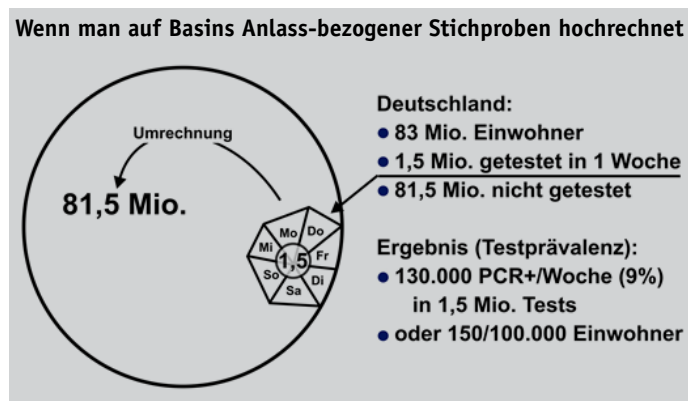 Wenn man auf Basins Anlass-bezogener Stichproben hochrechnet
Umrechnung
81,5 Mio.
Mo
Do
Mi
1,5
Fr
So
Di
Sa
Deutschland:
• 83 Mio. Einwohner
• 1,5 Mio. getestet in 1 Woche
• 81,5 Mio. nicht getestet
Ergebnis (Testprävalenz):
• 130.000 PCR+/Woche (9%)
in 1,5 Mio. Tests
• oder 150/100.000 Einwohner